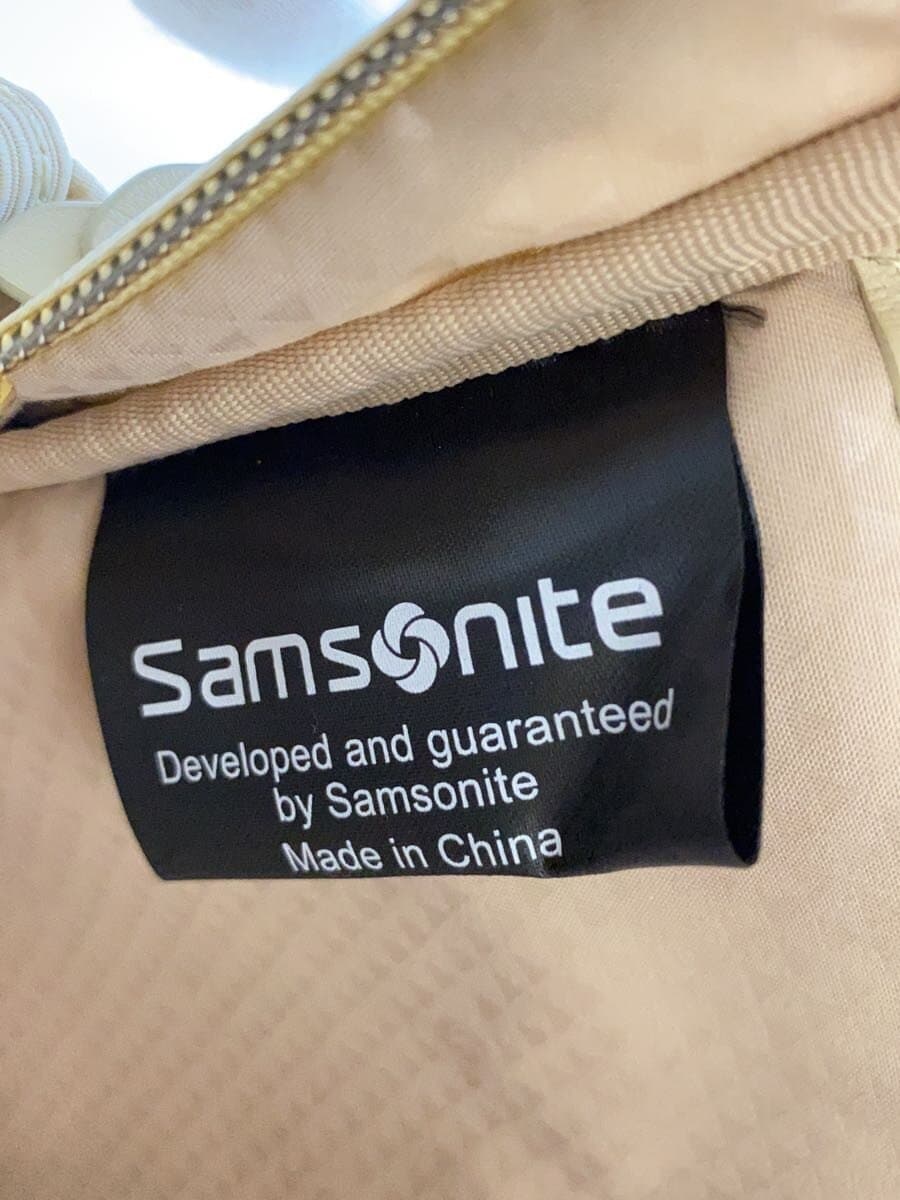 Samsonite
Developed and guaranteed
by Samsonite
Made in China